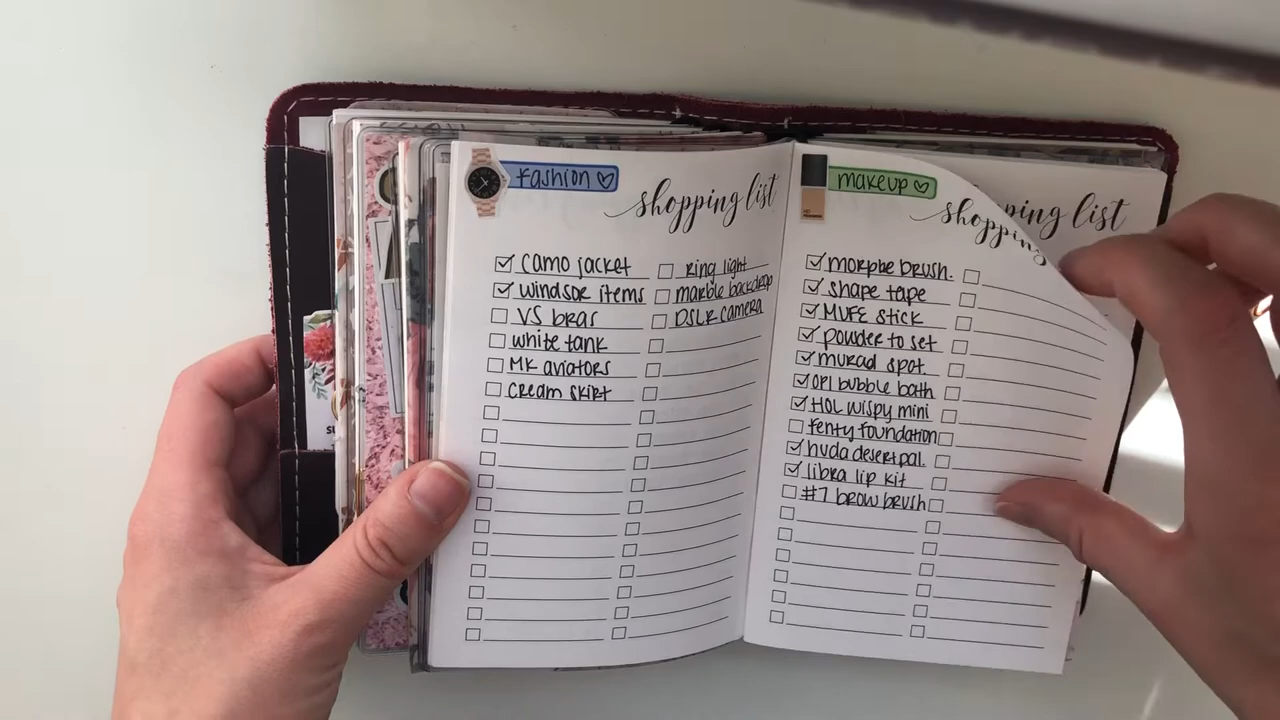 fashion
shopping list
camo jacket
windsor items
VS bras
white tank
MK aviators
cream skirt
ring light
marble backdrop
DSLR camera
makeup
shopping
pping list
morphe brush.
shape tape
MUFE stick
powder to set
murad spot
OPI bubble bath
HOL wispy mini
fenty foundation
huda desert pal.
libra lip kit
#7 brow brush